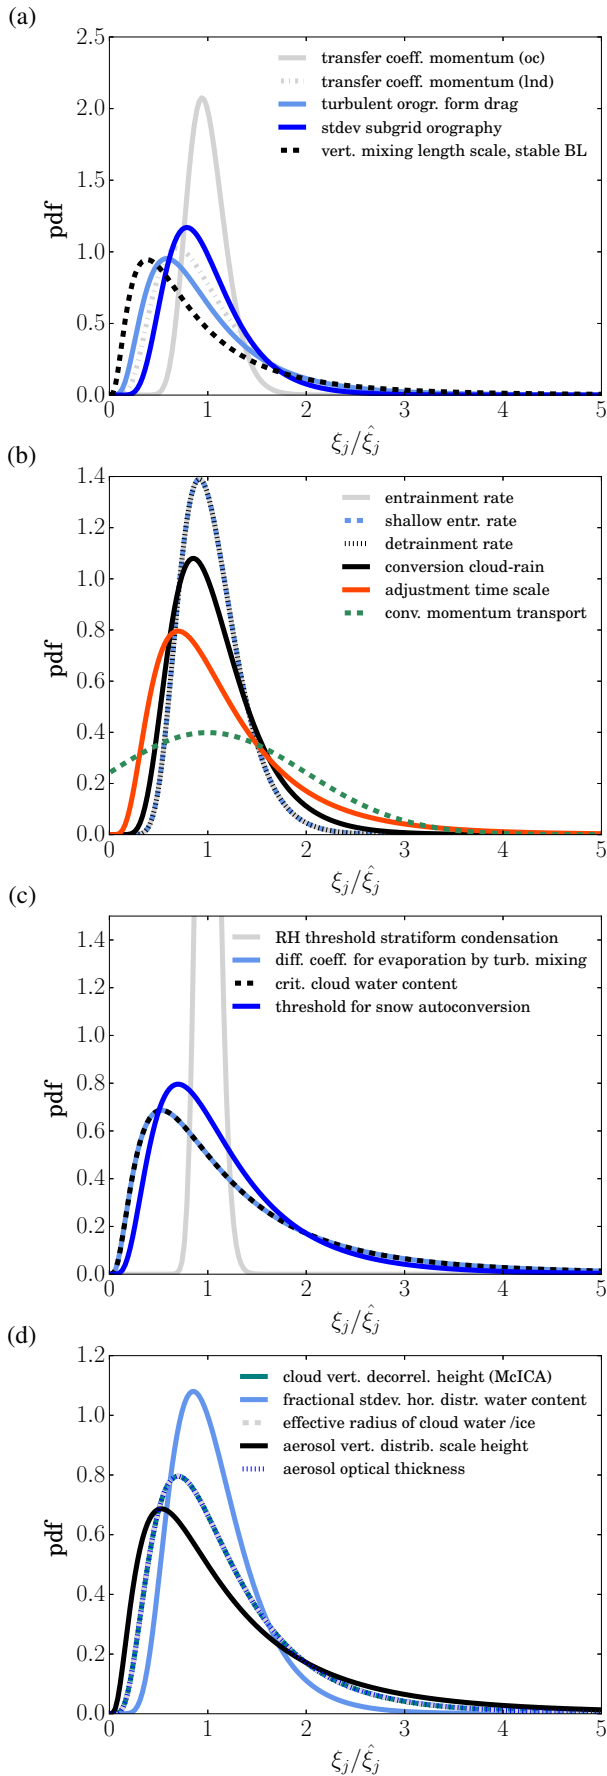 (a)
2.5
2.0
1.5
1.0
0.5
0.0
pdf
transfer coeff. momentum (oc)
transfer coeff. momentum (lnd)
turbulent orogr. form drag
stdev subgrid orography
vert. mixing length scale, stable BL
0 1 2 3 4 5
ξj/ξ̂j
(b)
1.4
1.2
1.0
0.8
0.6
0.4
0.2
0.0
pdf
entrainment rate
shallow entr. rate
detrainment rate
conversion cloud-rain
adjustment time scale
conv. momentum transport
0 1 2 3 4 5
ξj/ξ̂j
(c)
1.4
1.2
1.0
0.8
0.6
0.4
0.2
0.0
pdf
RH threshold stratiform condensation
diff. coeff. for evaporation by turb. mixing
crit. cloud water content
threshold for snow autoconversion
0 1 2 3 4 5
ξj/ξ̂j
(d)
1.2
1.0
0.8
0.6
0.4
0.2
0.0
pdf
cloud vert. decorrel. height (McICA)
fractional stdev. hor. distr. water content
effective radius of cloud water /ice
aerosol vert. distrib. scale height
aerosol optical thickness
0 1 2 3 4 5
ξj/ξ̂j